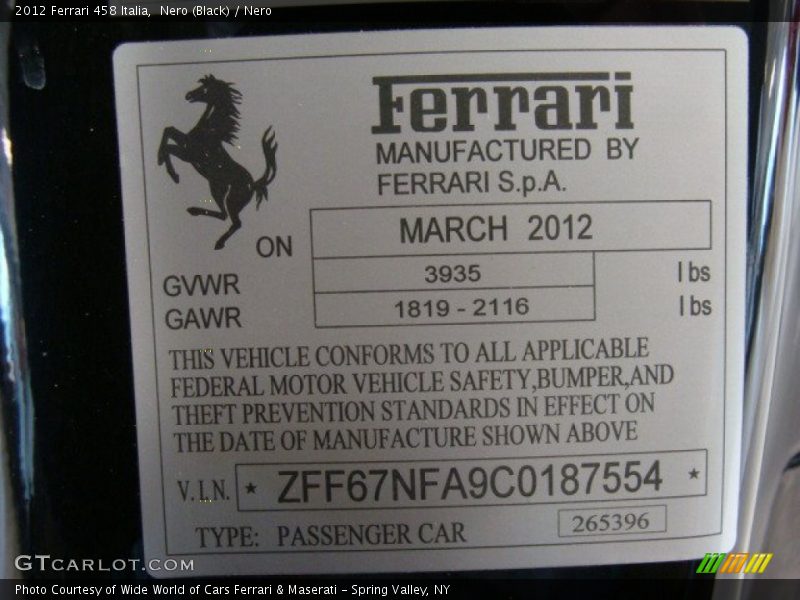 2012 Ferrari 458 Italia,  Nero (Black) / Nero
Ferrari
MANUFACTURED BY
FERRARI S.p.A.
ON MARCH 2012
GVWR 3935 lbs
GAWR 1819 - 2116 lbs
THIS VEHICLE CONFORMS TO ALL APPLICABLE
FEDERAL MOTOR VEHICLE SAFETY,BUMPER,AND
THEFT PREVENTION STANDARDS IN EFFECT ON
THE DATE OF MANUFACTURE SHOWN ABOVE
V.I.N. * ZFF67NFA9C0187554 *
TYPE: PASSENGER CAR 265396
GTcarlot.com
Photo Courtesy of Wide World of Cars Ferrari & Maserati – Spring Valley, NY